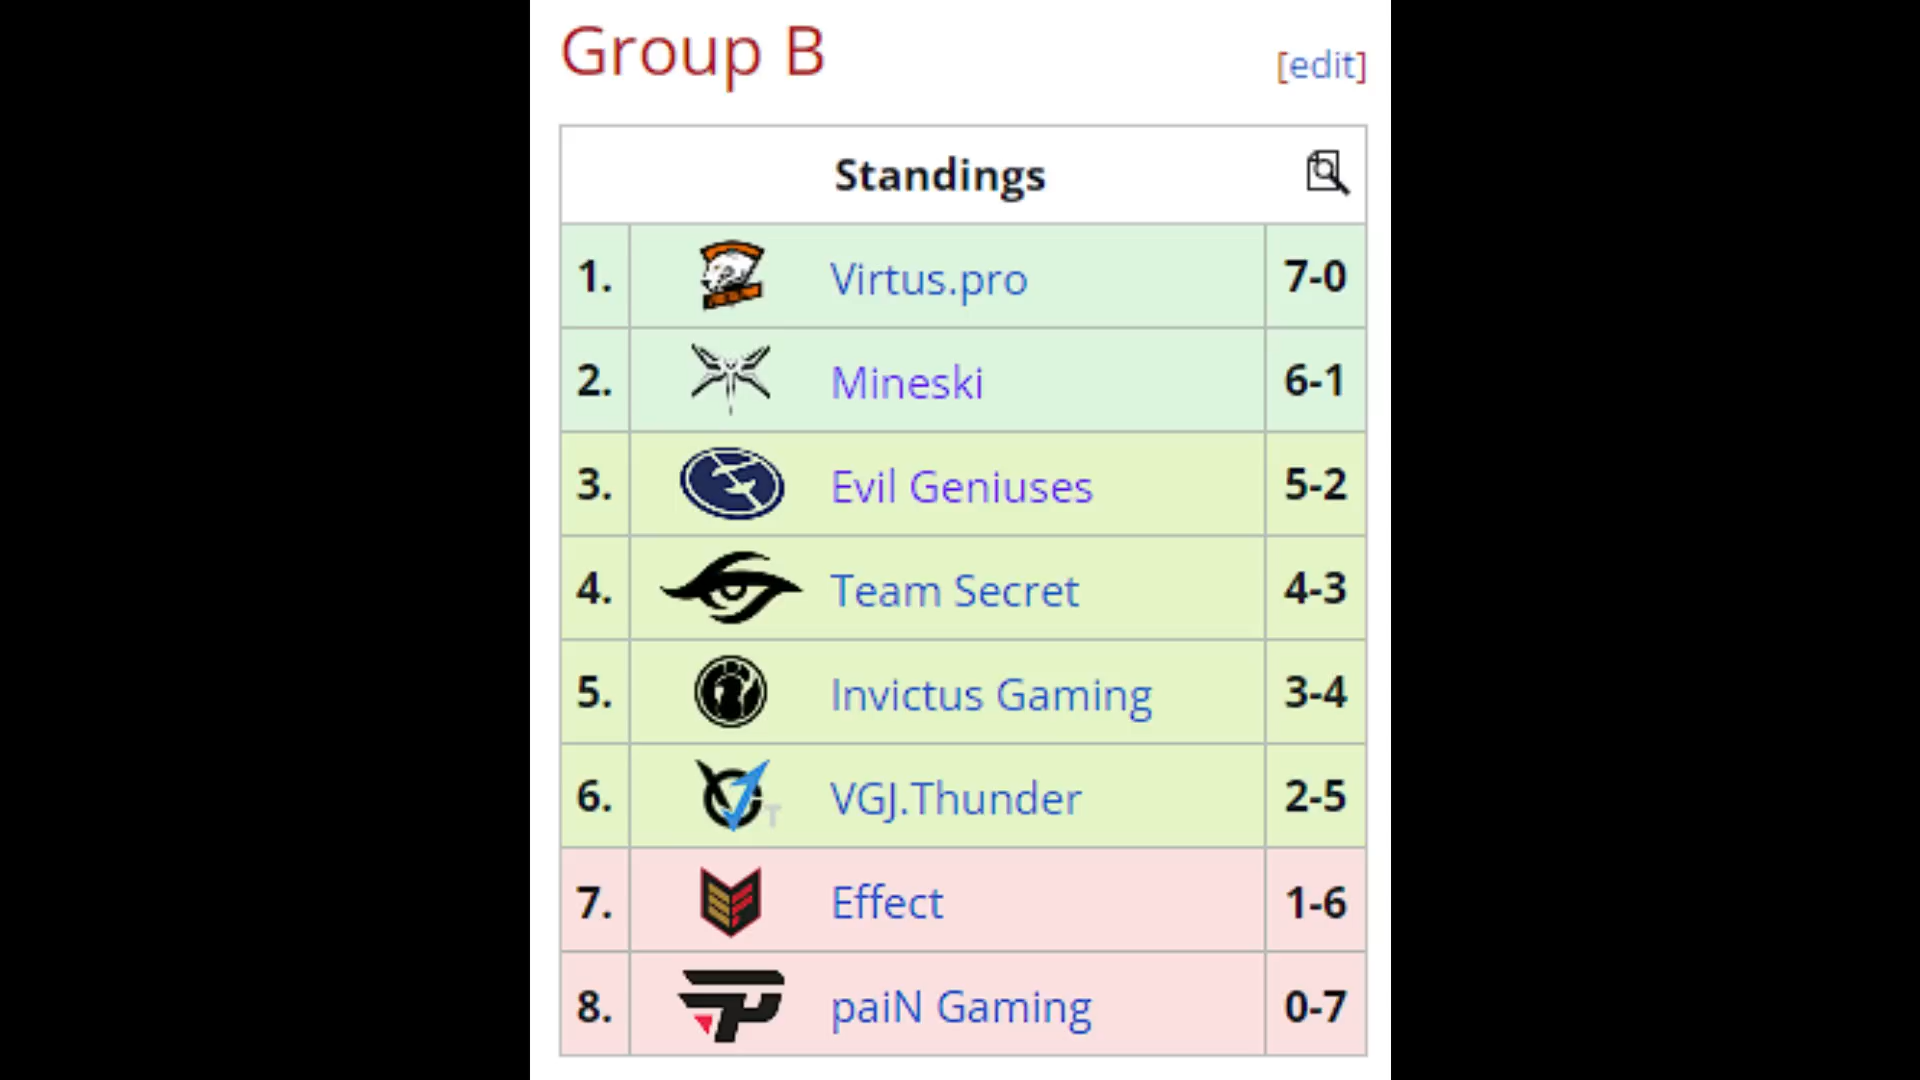 Group B [edit]
Standings
1. Virtus.pro 7-0
2. Mineski 6-1
3. Evil Geniuses 5-2
4. Team Secret 4-3
5. Invictus Gaming 3-4
6. T VGJ.Thunder 2-5
7. Effect 1-6
8. paiN Gaming 0-7